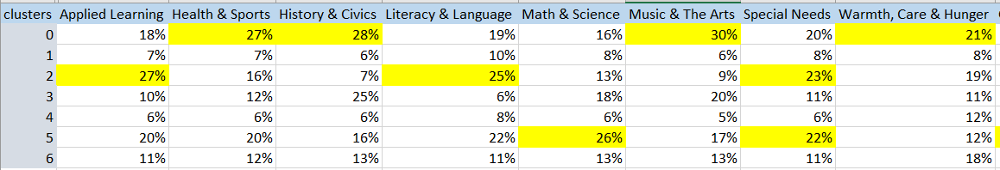 clusters Applied Learning Health & Sports History & Civics Literacy & Language Math & Science Music & The Arts Special Needs Warmth, Care & Hunger
0 18% 27% 28% 19% 16% 30% 20% 21%
1 7% 7% 6% 10% 8% 6% 8% 8%
2 27% 16% 7% 25% 13% 9% 23% 19%
3 10% 12% 25% 6% 18% 20% 11% 11%
4 6% 6% 6% 8% 6% 5% 6% 12%
5 20% 20% 16% 22% 26% 17% 22% 12%
6 11% 12% 13% 11% 13% 13% 11% 18%